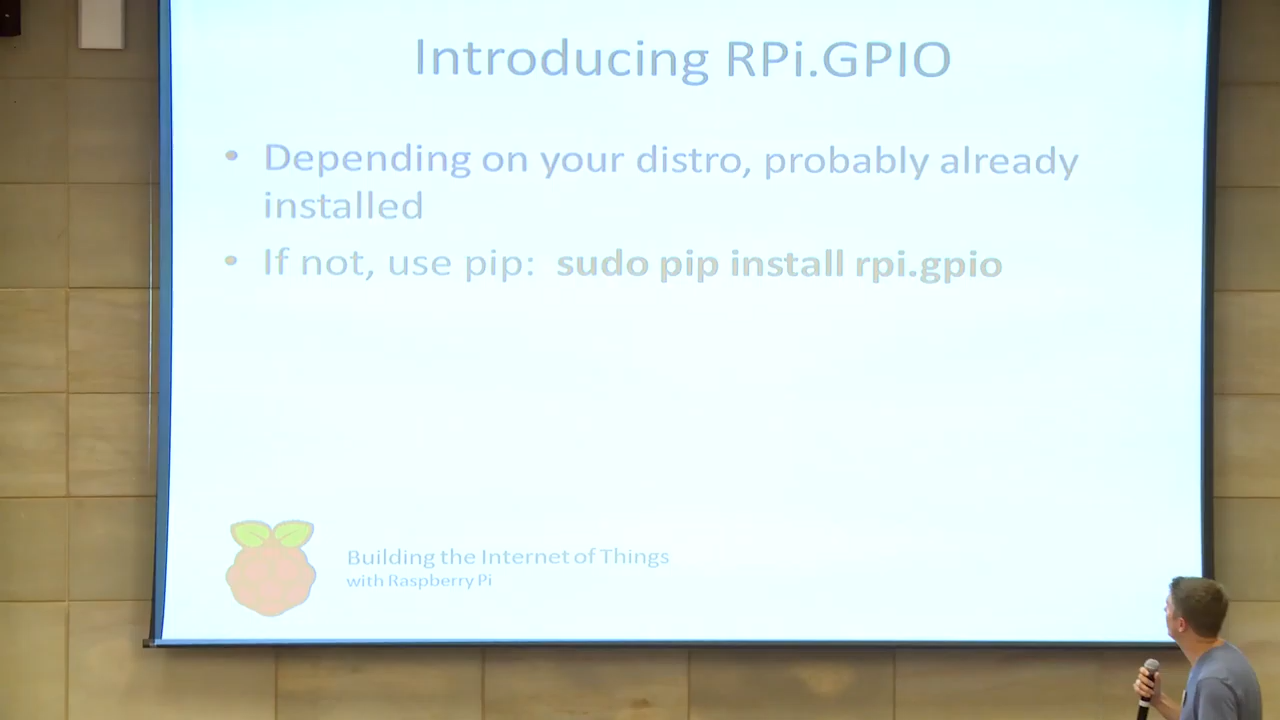 Introducing RPi.GPIO
• Depending on your distro, probably already
installed
• If not, use pip: sudo pip install rpi.gpio
Building the Internet of Things
with Raspberry Pi